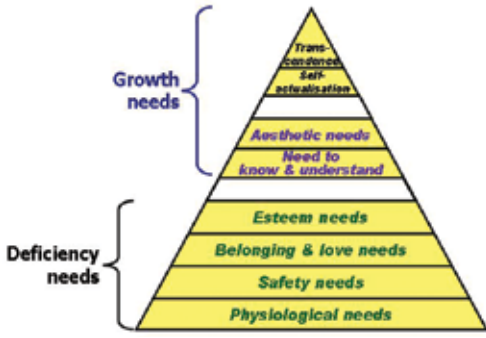 Growth
needs
Trans-
cendence
Self-
actualisation
Aesthetic needs
Need to
know & understand
Deficiency
needs
Esteem needs
Belonging & love needs
Safety needs
Physiological needs